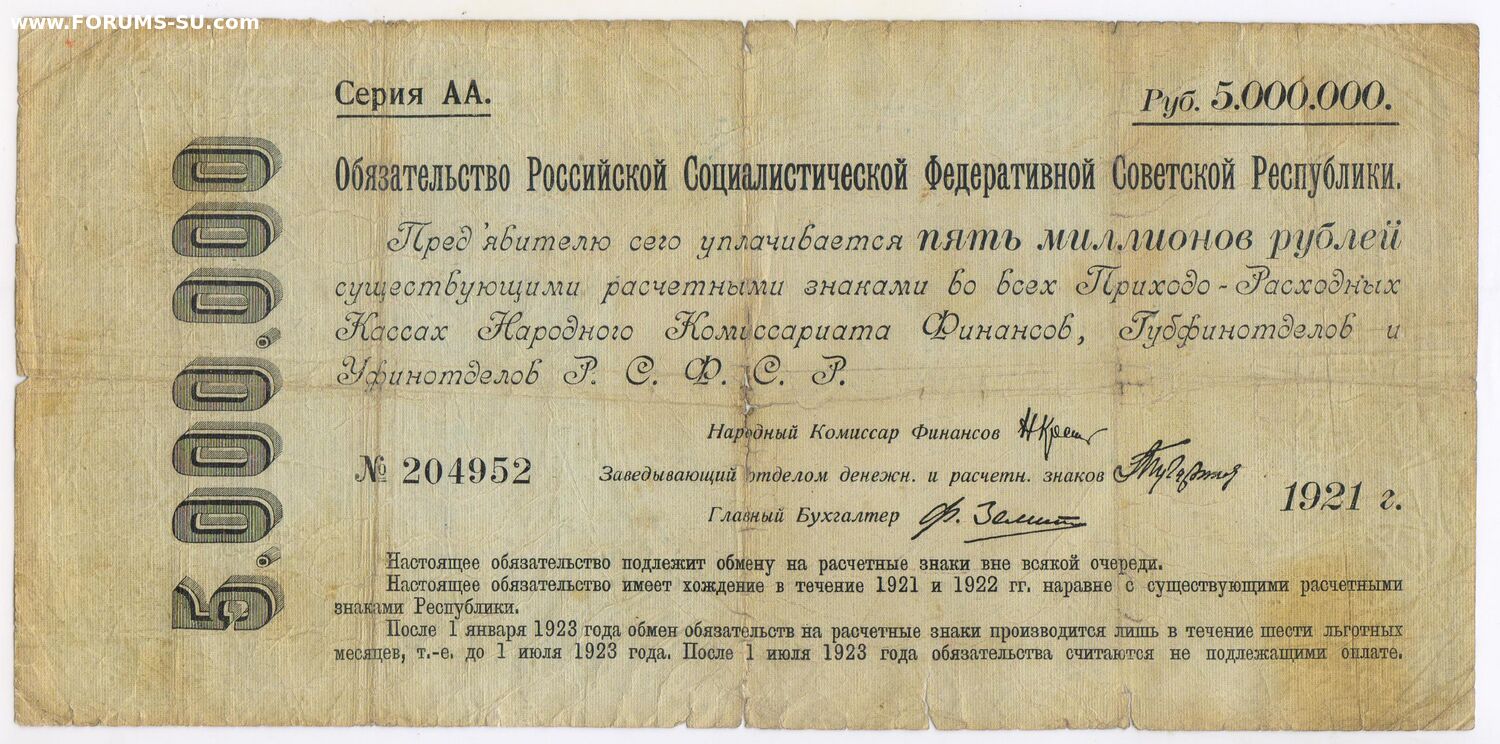 www.FORUMS-SU.com
Серия АА.
Руб. 5.000.000.
5.000.000
Обязательство Российской Социалистической Федеративной Советской Республики.
Пред'явителю сего уплачивается пять миллионов рублей
существующими расчетными знаками во всех Приходо-Расходных
Кассах Народного Комиссариата Финансов, Губфинотделов и
Уфинотделов Р. С. Ф. С. Р.
Народный Комиссар Финансов
№ 204952
Заведывающий отделом денежн. и расчетн. знаков
Главный Бухгалтер
1921 г.
Настоящее обязательство подлежит обмену на расчетные знаки вне всякой очереди.
Настоящее обязательство имеет хождение в течение 1921 и 1922 гг. наравне с существующими расчетными
знаками Республики.
После 1 января 1923 года обмен обязательств на расчетные знаки производится лишь в течение шести льготных
месяцев, т.-е. до 1 июля 1923 года. После 1 июля 1923 года обязательства считаются не подлежащими оплате.